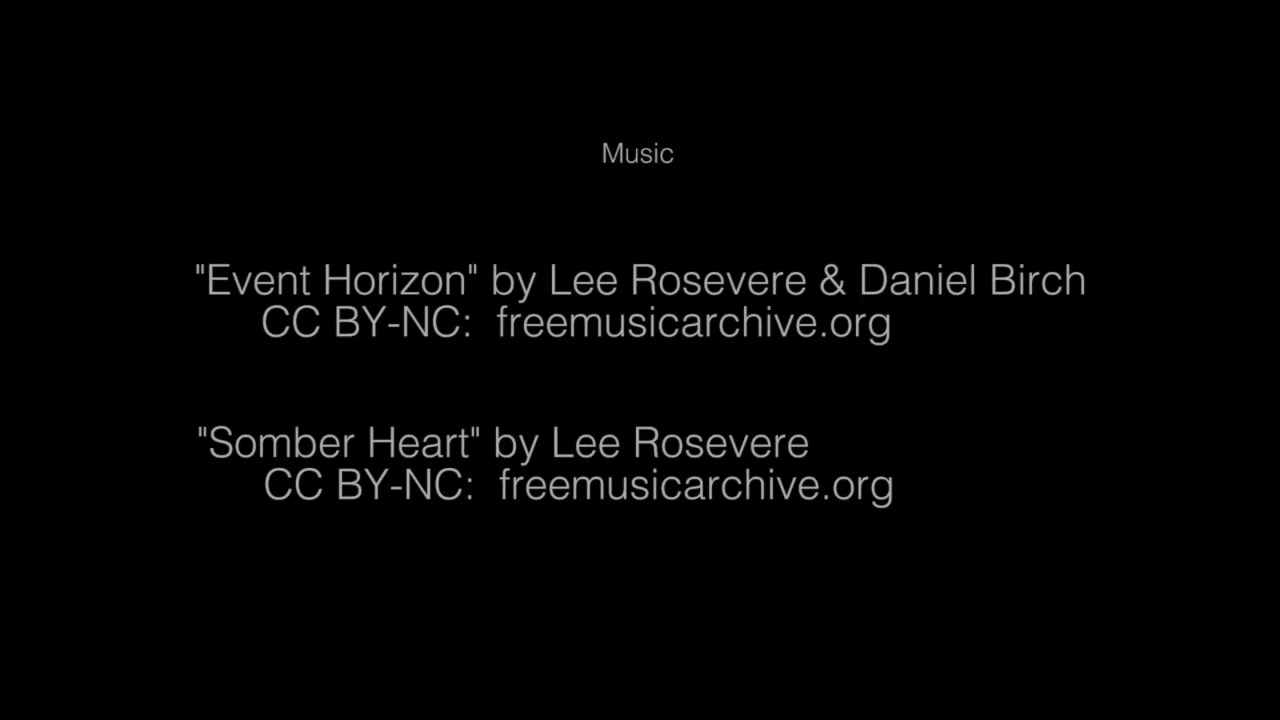 Music
"Event Horizon" by Lee Rosevere & Daniel Birch
CC BY-NC: freemusicarchive.org
"Somber Heart" by Lee Rosevere
CC BY-NC: freemusicarchive.org